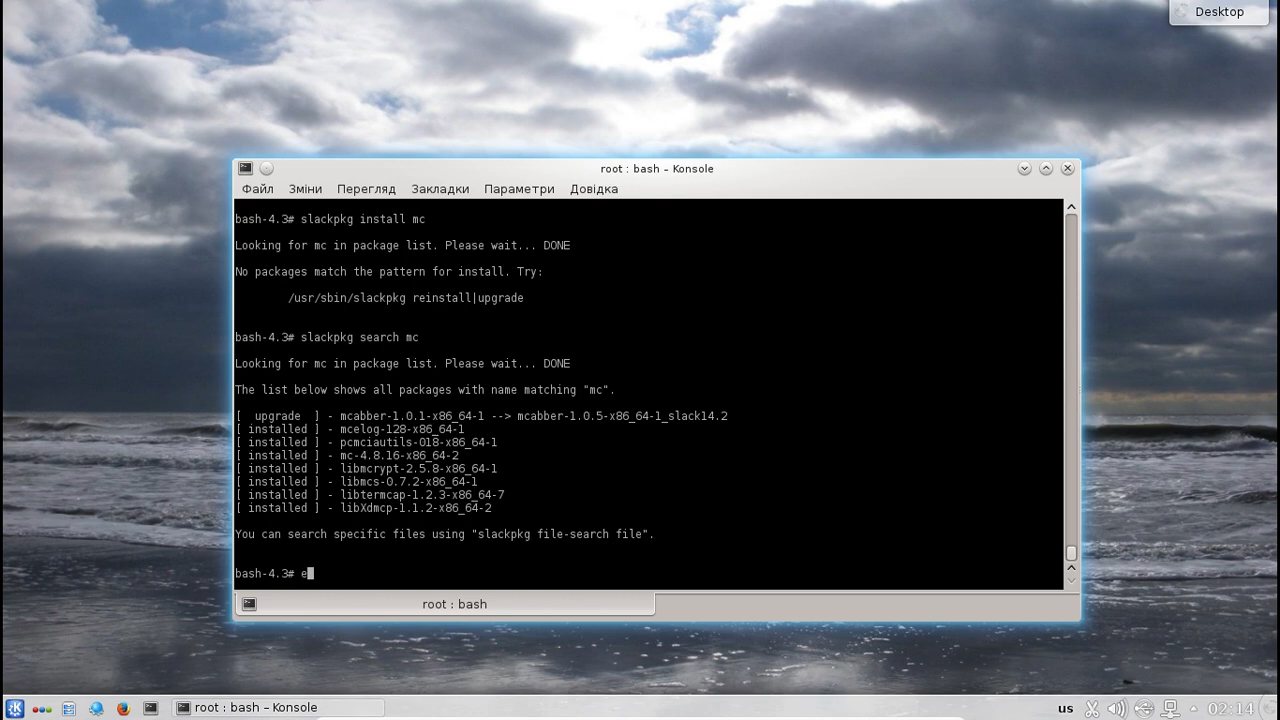 Desktop
root : bash – Konsole
Файл Зміни Перегляд Закладки Параметри Довідка
bash-4.3# slackpkg install mc
Looking for mc in package list. Please wait... DONE
No packages match the pattern for install. Try:
/usr/sbin/slackpkg reinstall|upgrade
bash-4.3# slackpkg search mc
Looking for mc in package list. Please wait... DONE
The list below shows all packages with name matching "mc".
[  upgrade  ] - mcabber-1.0.1-x86_64-1 --> mcabber-1.0.5-x86_64-1_slack14.2
[ installed ] - mcelog-128-x86_64-1
[ installed ] - pcmciautils-018-x86_64-1
[ installed ] - mc-4.8.16-x86_64-2
[ installed ] - libmcrypt-2.5.8-x86_64-1
[ installed ] - libmcs-0.7.2-x86_64-1
[ installed ] - libtermcap-1.2.3-x86_64-7
[ installed ] - libXdmcp-1.1.2-x86_64-2
You can search specific files using "slackpkg file-search file".
bash-4.3# e
root : bash
root : bash – Konsole
us
02:14